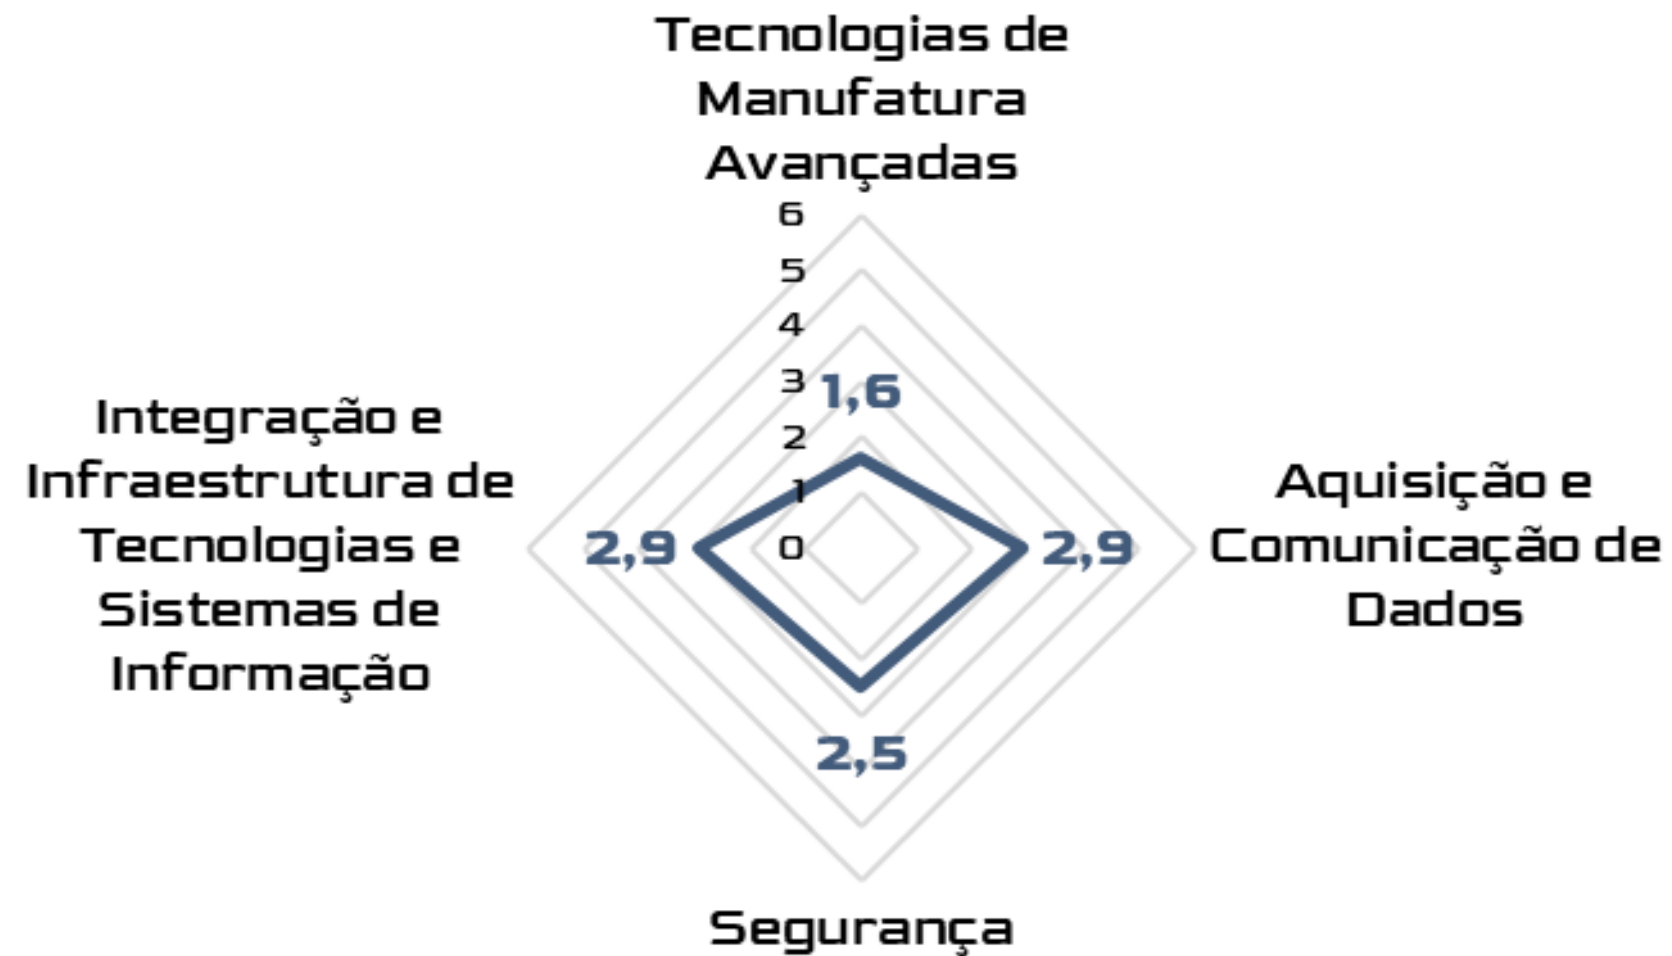 Tecnologias de
Manufatura
Avançadas
6
5
4
3
1,6
2
1
0
Integração e
Infraestrutura de
Tecnologias e
Sistemas de
Informação
2,9
2,9
Aquisição e
Comunicação de
Dados
2,5
Segurança